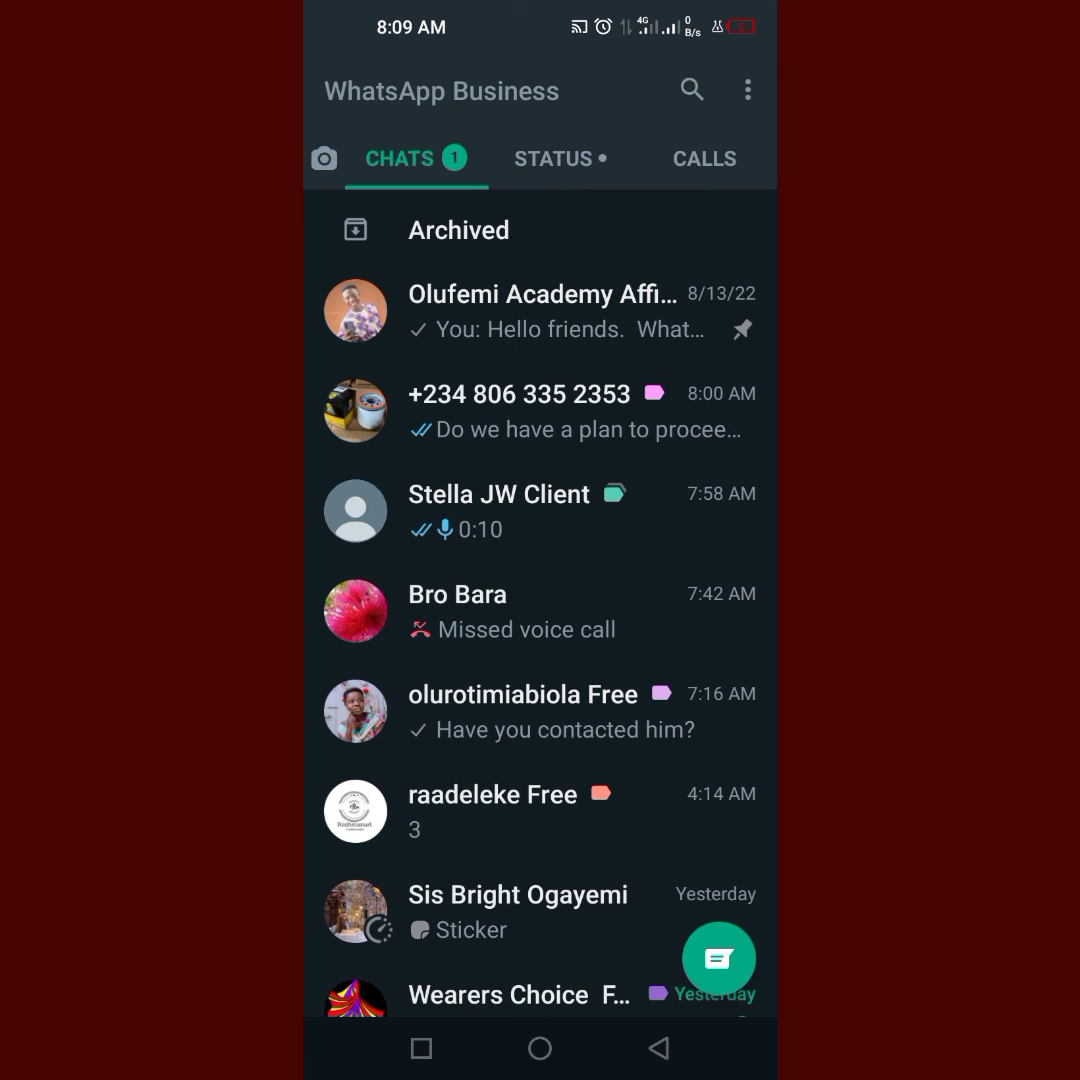 8:09 AM
4G
0 B/s
6
WhatsApp Business
CHATS 1 STATUS CALLS
Archived
Olufemi Academy Affi... 8/13/22
You: Hello friends. What...
+234 806 335 2353 8:00 AM
Do we have a plan to procee...
Stella JW Client 7:58 AM
0:10
Bro Bara 7:42 AM
Missed voice call
olurotimiabiola Free 7:16 AM
Have you contacted him?
raadeleke Free 4:14 AM
3
Sis Bright Ogayemi Yesterday
Sticker
Wearers Choice F... Yesterday